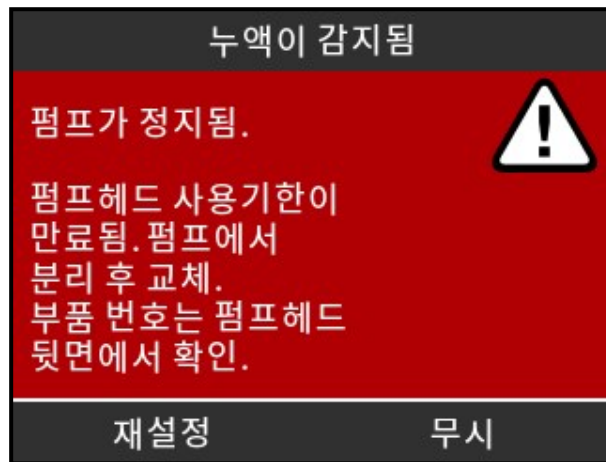 누액이 감지됨
펌프가 정지됨.
펌프헤드 사용기한이
만료됨. 펌프에서
분리 후 교체.
부품 번호는 펌프헤드
뒷면에서 확인.
재설정 무시